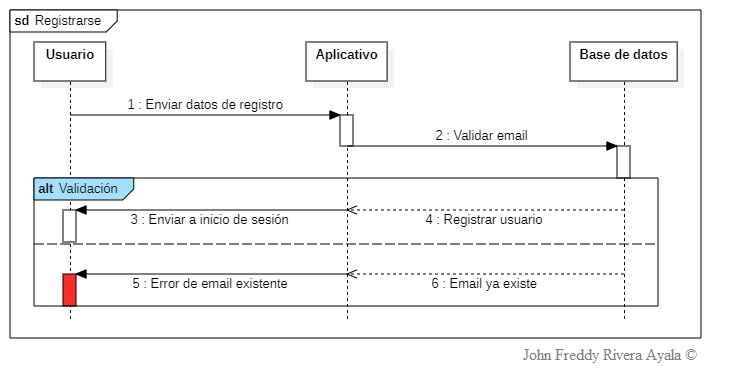 sd Registrarse
Usuario
Aplicativo
Base de datos
1 : Enviar datos de registro
2 : Validar email
alt Validación
3 : Enviar a inicio de sesión
4 : Registrar usuario
5 : Error de email existente
6 : Email ya existe
John Freddy Rivera Ayala ©